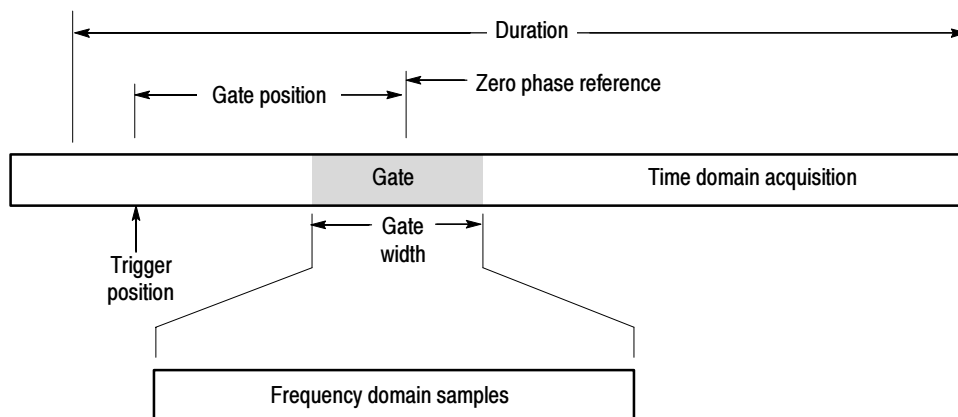 Duration
Zero phase reference
Gate position
Gate
Time domain acquisition
Gate
width
Trigger
position
Frequency domain samples